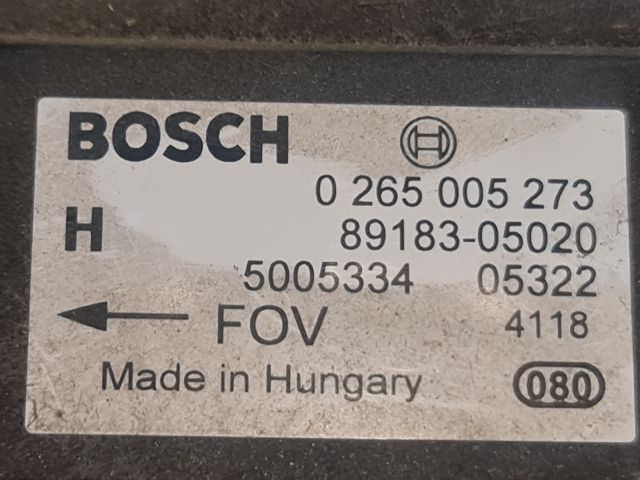 BOSCH
0 265 005 273
H 89183-05020
5005334 05322
FOV 4118
Made in Hungary 080